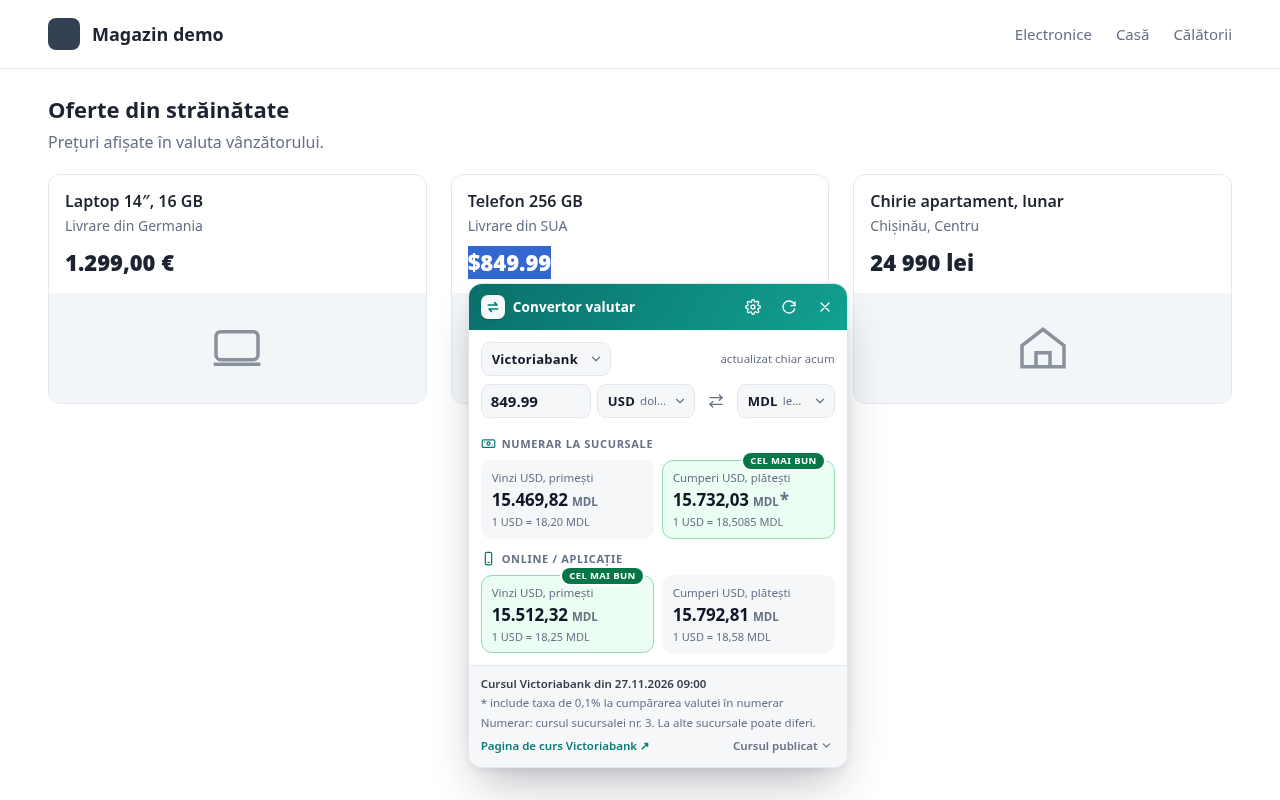 Magazin demo
Electronice Casă Călătorii
Oferte din străinătate
Prețuri afișate în valuta vânzătorului.
Laptop 14″, 16 GB
Livrare din Germania
1.299,00 €
Telefon 256 GB
Livrare din SUA
$849.99
Chirie apartament, lunar
Chișinău, Centru
24 990 lei
Convertor valutar
Victoriabank
actualizat chiar acum
849.99 USD dol... MDL le...
NUMERAR LA SUCURSALE
Vinzi USD, primești
15.469,82 MDL
1 USD = 18,20 MDL
CEL MAI BUN
Cumperi USD, plătești
15.732,03 MDL*
1 USD = 18,5085 MDL
ONLINE / APLICAȚIE
CEL MAI BUN
Vinzi USD, primești
15.512,32 MDL
1 USD = 18,25 MDL
Cumperi USD, plătești
15.792,81 MDL
1 USD = 18,58 MDL
Cursul Victoriabank din 27.11.2026 09:00
* include taxa de 0,1% la cumpărarea valutei în numerar
Numerar: cursul sucursalei nr. 3. La alte sucursale poate diferi.
Pagina de curs Victoriabank ↗
Cursul publicat